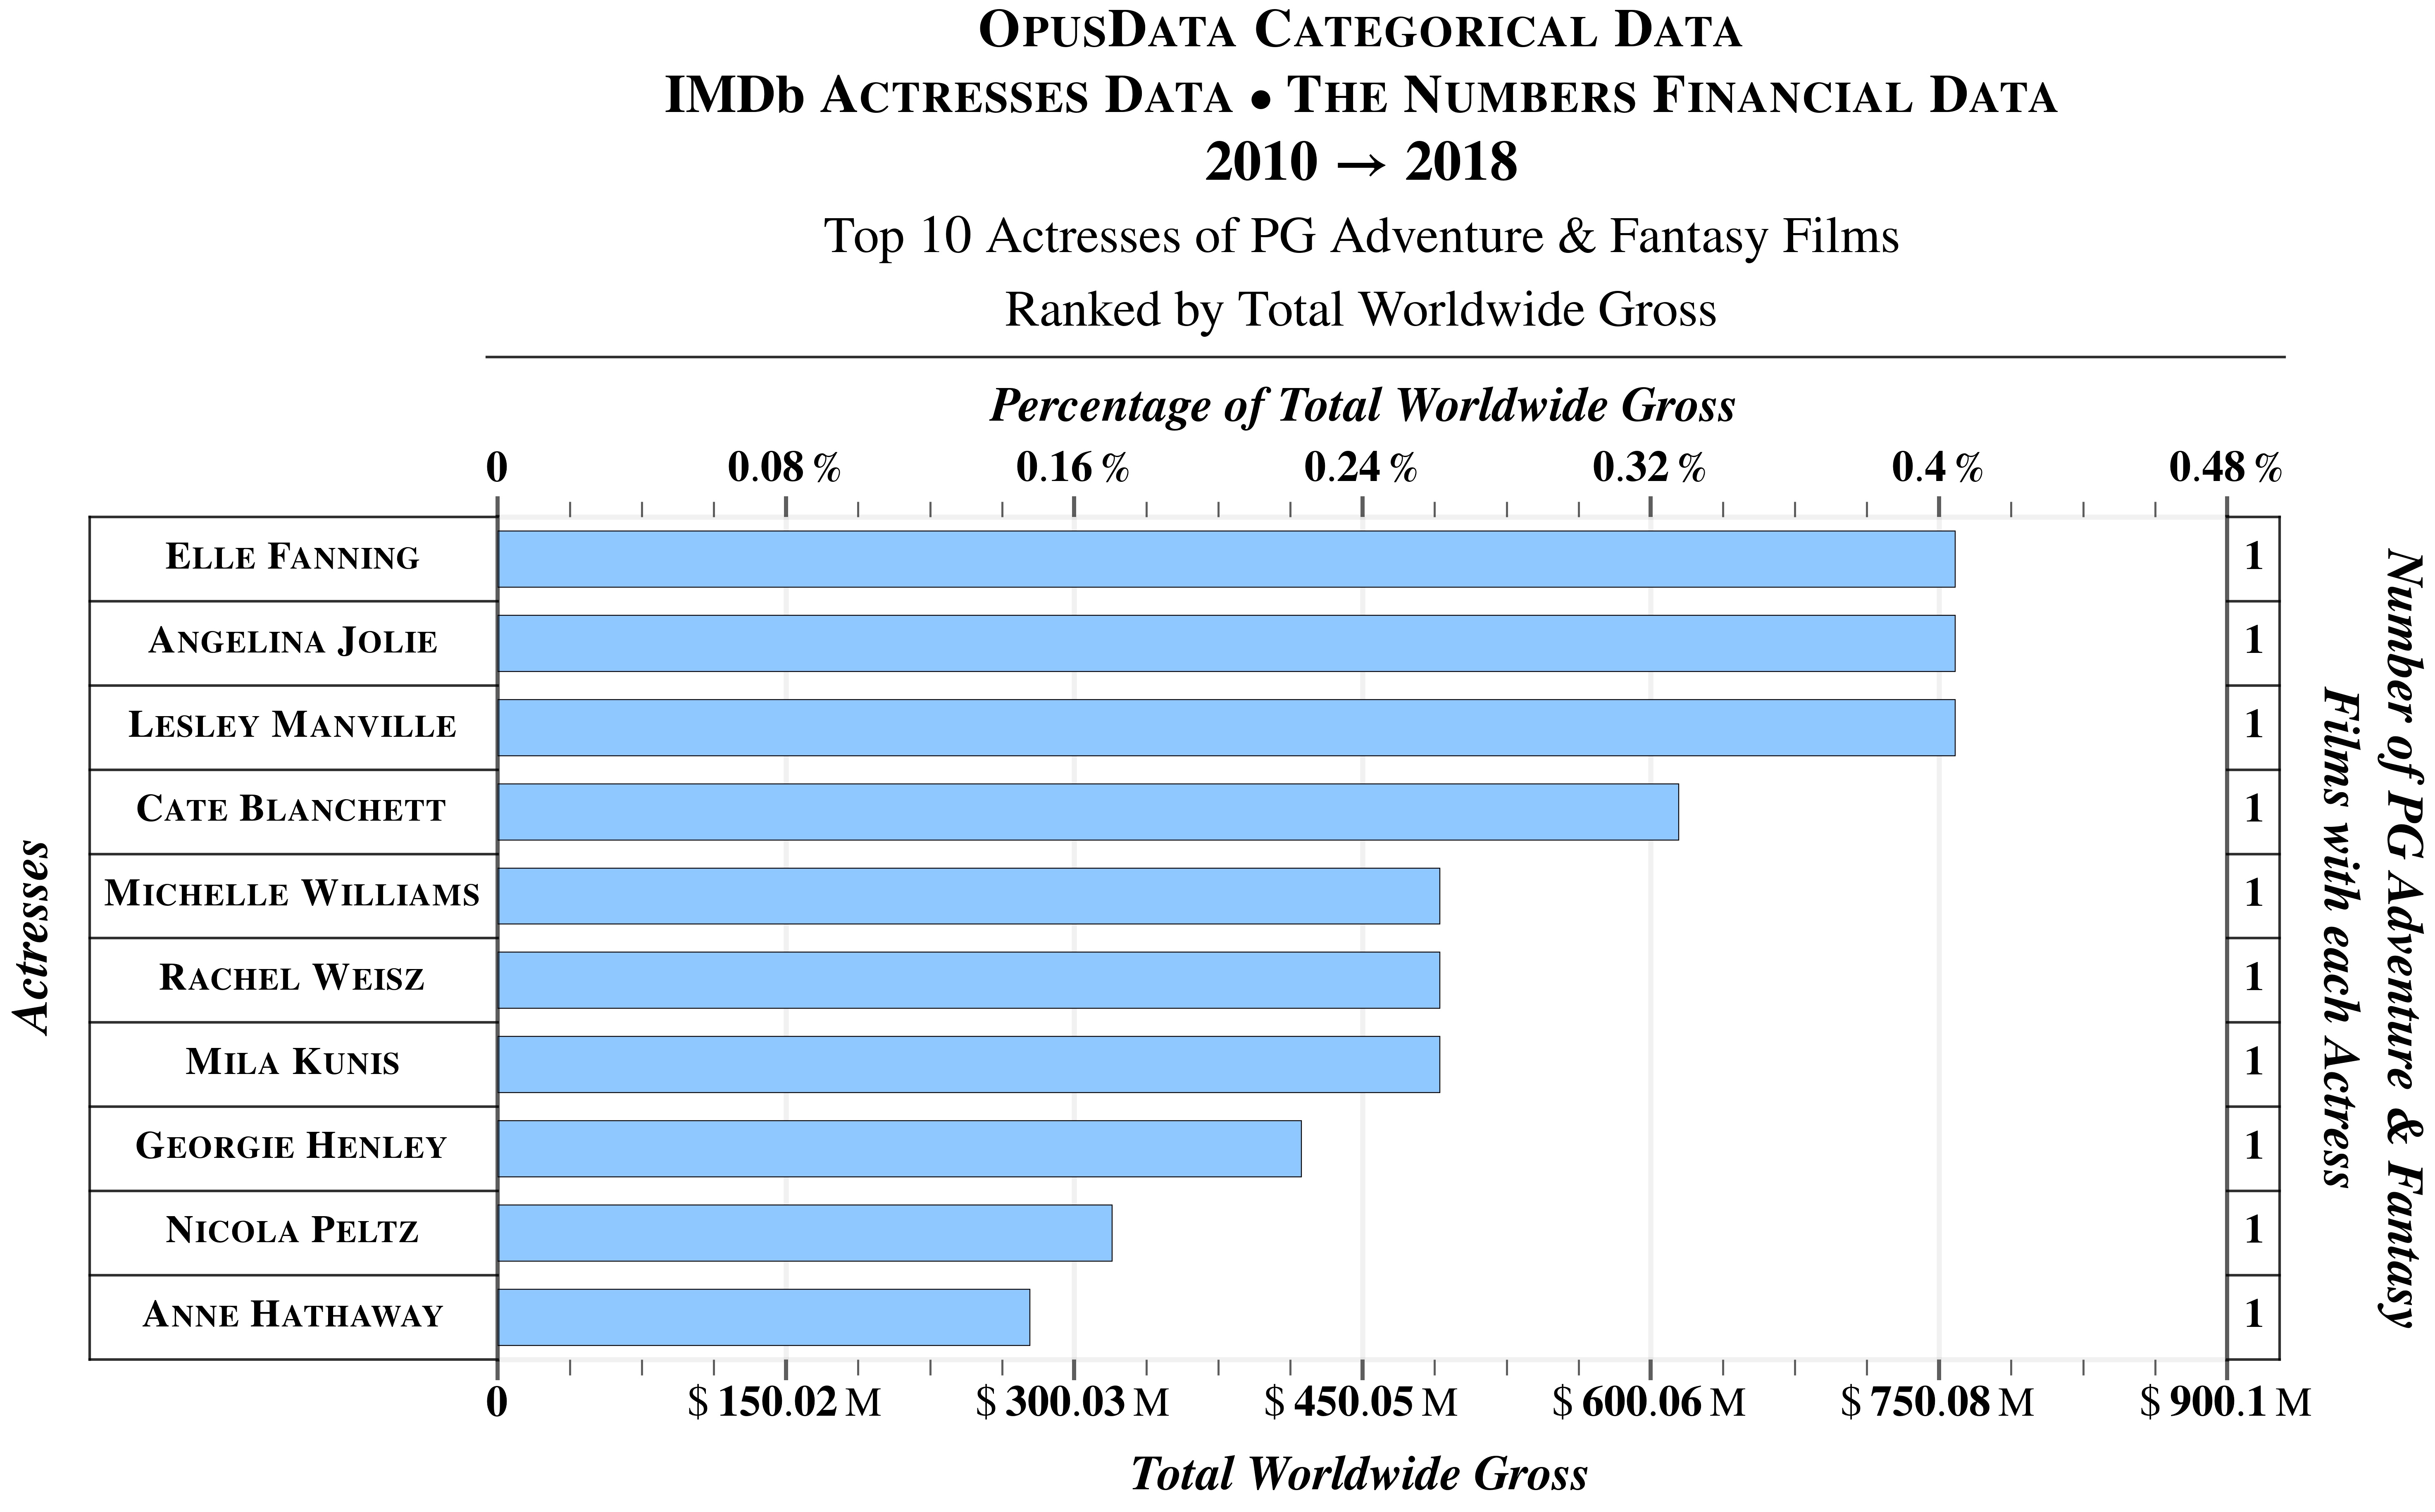 OpusData Categorical Data
IMDb Actresses Data • The Numbers Financial Data
2010 → 2018
Top 10 Actresses of PG Adventure & Fantasy Films
Ranked by Total Worldwide Gross
Percentage of Total Worldwide Gross
0 0.08 % 0.16 % 0.24 % 0.32 % 0.4 % 0.48 %
Actresses
Elle Fanning 1
Angelina Jolie 1
Lesley Manville 1
Cate Blanchett 1
Michelle Williams 1
Rachel Weisz 1
Mila Kunis 1
Georgie Henley 1
Nicola Peltz 1
Anne Hathaway 1
Number of PG Adventure & Fantasy
Films with each Actress
0 $ 150.02 M $ 300.03 M $ 450.05 M $ 600.06 M $ 750.08 M $ 900.1 M
Total Worldwide Gross